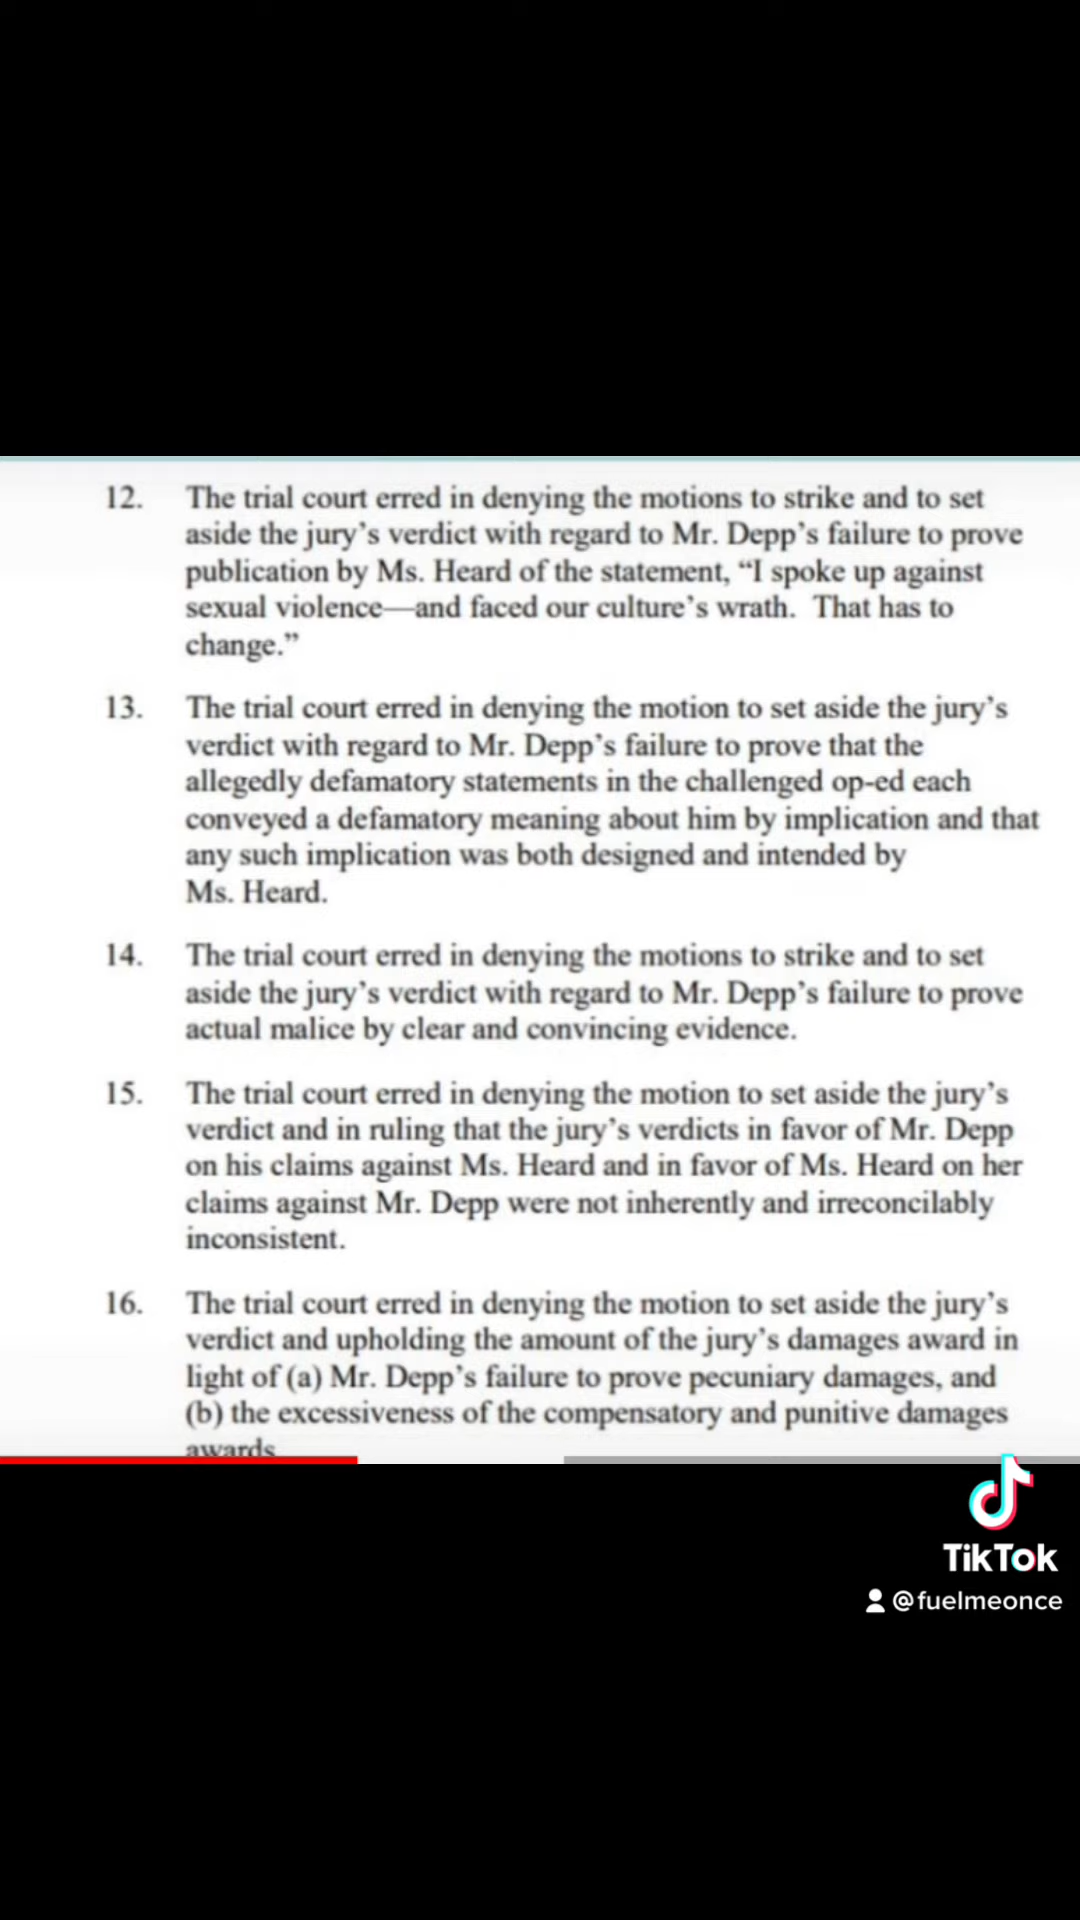 12. The trial court erred in denying the motions to strike and to set
aside the jury’s verdict with regard to Mr. Depp’s failure to prove
publication by Ms. Heard of the statement, “I spoke up against
sexual violence—and faced our culture’s wrath.  That has to
change.”
13. The trial court erred in denying the motion to set aside the jury’s
verdict with regard to Mr. Depp’s failure to prove that the
allegedly defamatory statements in the challenged op-ed each
conveyed a defamatory meaning about him by implication and that
any such implication was both designed and intended by
Ms. Heard.
14. The trial court erred in denying the motions to strike and to set
aside the jury’s verdict with regard to Mr. Depp’s failure to prove
actual malice by clear and convincing evidence.
15. The trial court erred in denying the motion to set aside the jury’s
verdict and in ruling that the jury’s verdicts in favor of Mr. Depp
on his claims against Ms. Heard and in favor of Ms. Heard on her
claims against Mr. Depp were not inherently and irreconcilably
inconsistent.
16. The trial court erred in denying the motion to set aside the jury’s
verdict and upholding the amount of the jury’s damages award in
light of (a) Mr. Depp’s failure to prove pecuniary damages, and
(b) the excessiveness of the compensatory and punitive damages
awards
TikTok
@fuelmeonce